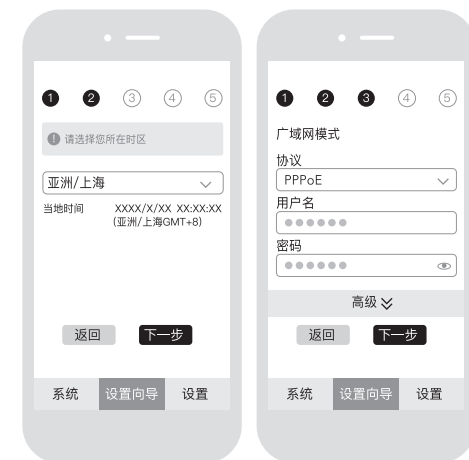 1 2 3 4 5
! 请选择您所在时区
亚洲/上海
当地时间 XXXX/X/XX XX:XX:XX
(亚洲/上海GMT+8)
返回 下一步
系统 设置向导 设置
1 2 3 4 5
广域网模式
协议
PPPoE
用户名
密码
高级
返回 下一步
系统 设置向导 设置